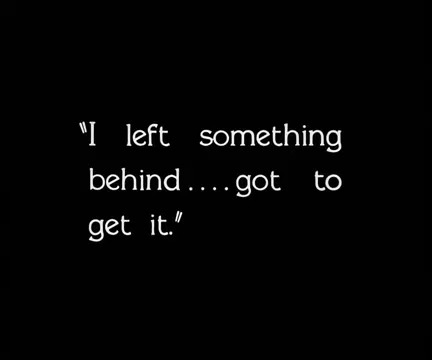 "I left something
behind....got to
get it."